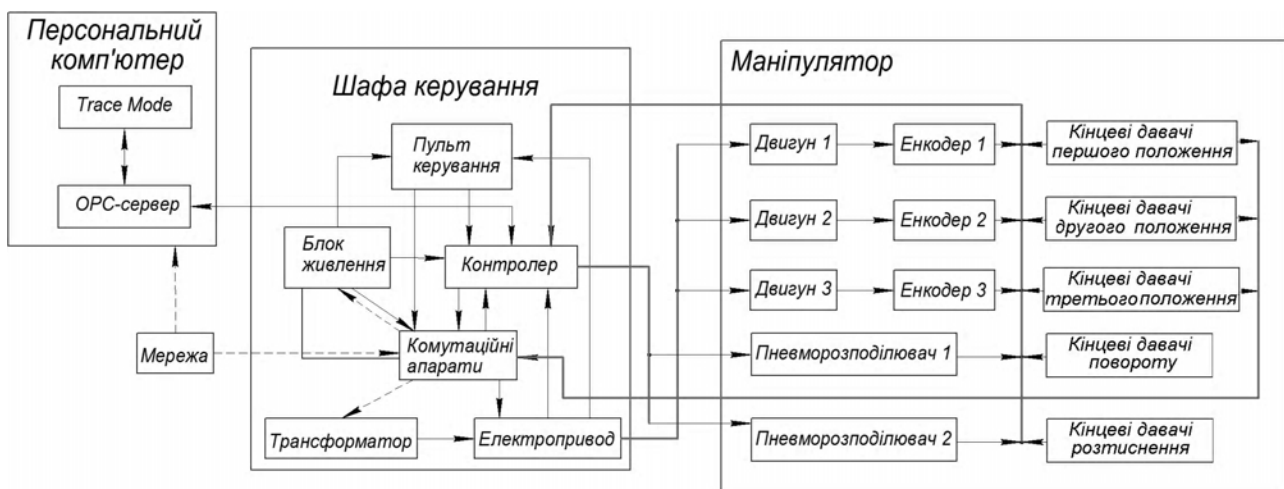 Персональний
комп'ютер
Trace Mode
OPC-сервер
Мережа
Шафа керування
Пульт
керування
Блок
живлення
Контролер
Комутаційні
апарати
Трансформатор
Електропривод
Маніпулятор
Двигун 1
Енкодер 1
Кінцеві давачі
першого положення
Двигун 2
Енкодер 2
Кінцеві давачі
другого положення
Двигун 3
Енкодер 3
Кінцеві давачі
третього положення
Пневморозподілювач 1
Кінцеві давачі
повороту
Пневморозподілювач 2
Кінцеві давачі
розтиснення